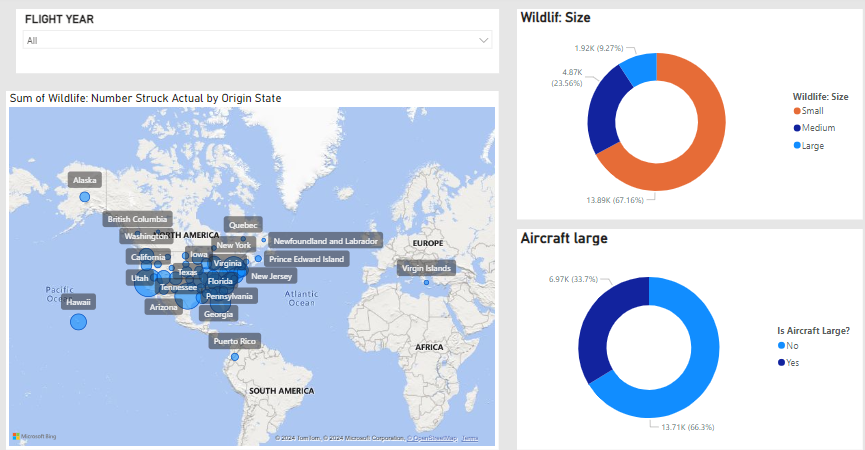 FLIGHT YEAR
All
Sum of Wildlife: Number Struck Actual by Origin State
Alaska
British Columbia
Washington
NORTH AMERICA
Quebec
New York
Newfoundland and Labrador
California
Iowa
Virginia
Prince Edward Island
EUROPE
Virgin Islands
Utah
Texas
Florida
New Jersey
Tennessee
Pennsylvania
Pacific
Ocean
Hawaii
Arizona
Georgia
Atlantic
Ocean
Puerto Rico
AFRICA
SOUTH AMERICA
Microsoft Bing
© 2024 TomTom, © 2024 Microsoft Corporation, © OpenStreetMap Terms
Wildlif: Size
1.92K (9.27%)
4.87K
(23.56%)
13.89K (67.16%)
Wildlife: Size
Small
Medium
Large
Aircraft large
6.97K (33.7%)
13.71K (66.3%)
Is Aircraft Large?
No
Yes